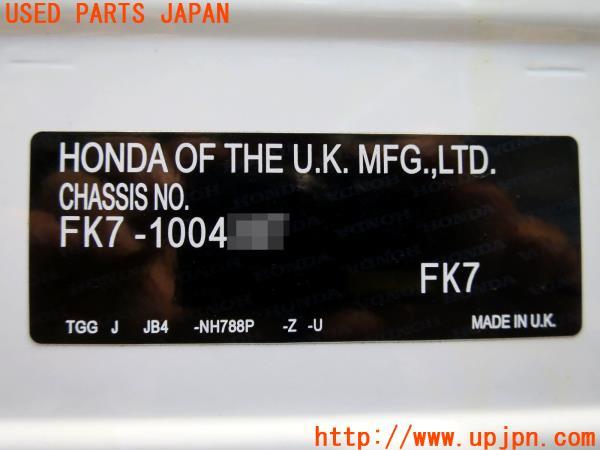 USED PARTS JAPAN
HONDA OF THE U.K. MFG.,LTD.
CHASSIS NO.
FK7 -1004
FK7
TGG J JB4 -NH788P -Z -U MADE IN U.K.
http://www.upjpn.com/